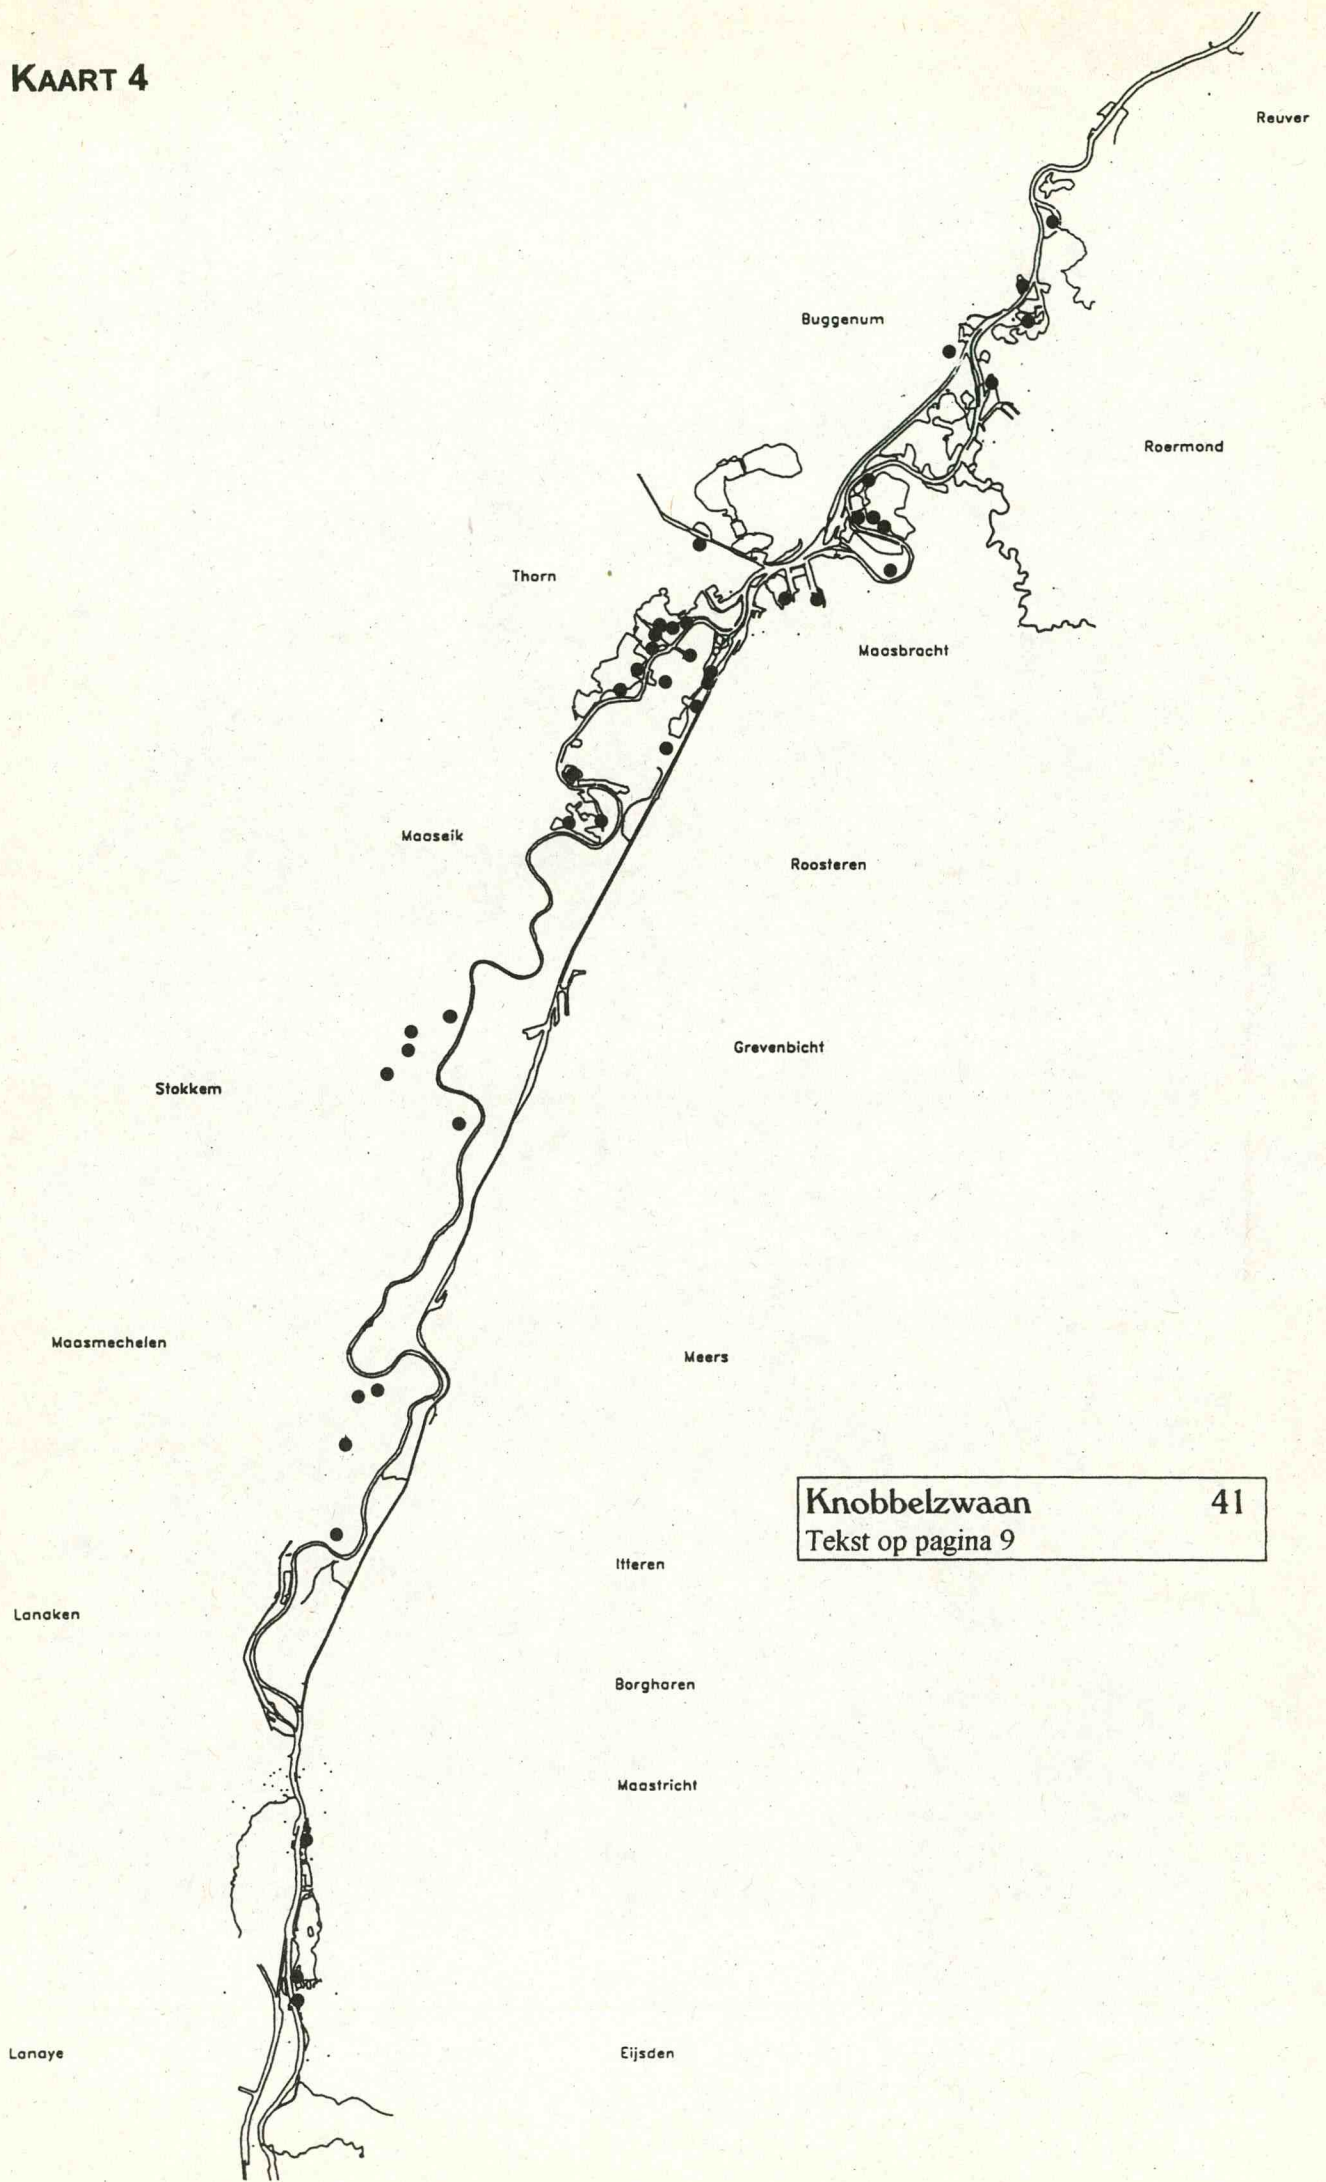 KAART 4
Reuver
Buggenum
Roermond
Thorn
Maasbracht
Maaseik
Roosteren
Grevenbicht
Stokkem
Maasmechelen
Meers
Knobbelzwaan 41
Tekst op pagina 9
Itteren
Lanaken
Borgharen
Maastricht
Lanaye
Eijsden